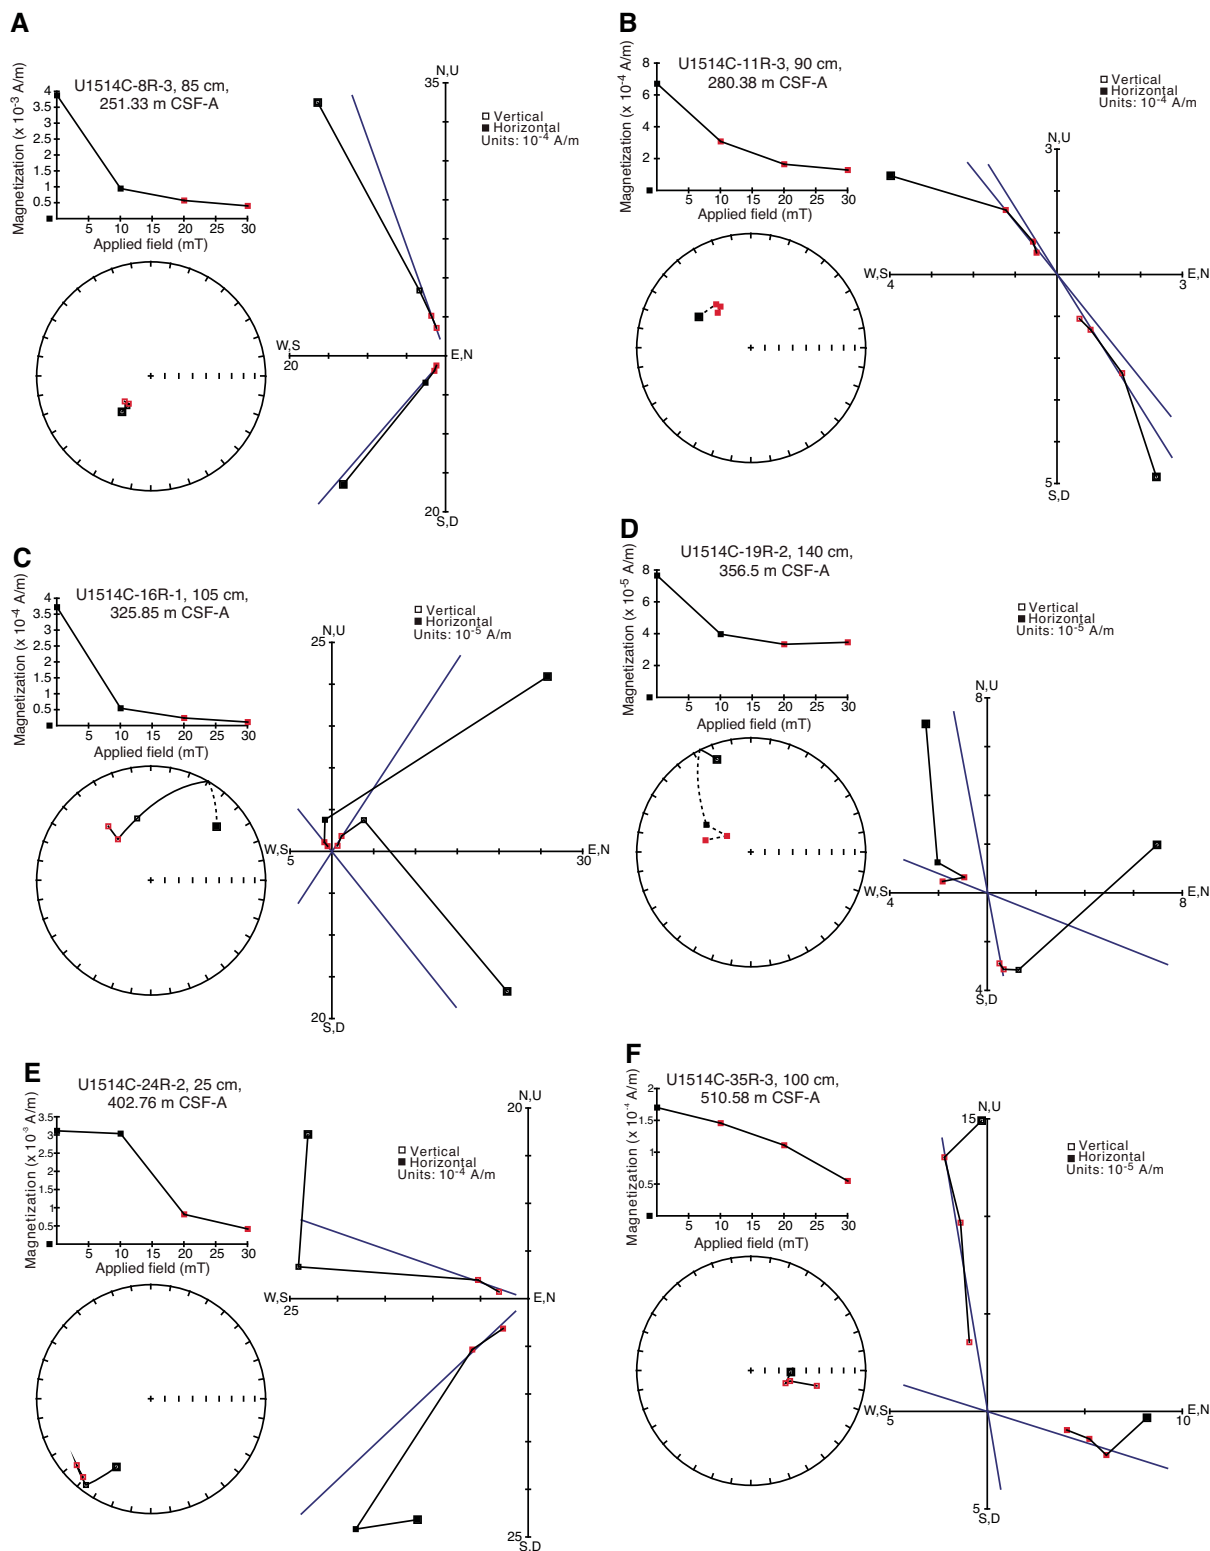 A
U1514C-8R-3, 85 cm,
251.33 m CSF-A
Magnetization (x 10-3 A/m)
4
3.5
3
2.5
2
1.5
1
0.5
5 10 15 20 25 30
Applied field (mT)
N,U
35
Vertical
Horizontal
Units: 10-4 A/m
W,S
20
E,N
20
S,D
B
U1514C-11R-3, 90 cm,
280.38 m CSF-A
Magnetization (x 10-4 A/m)
8
6
4
2
5 10 15 20 25 30
Applied field (mT)
Vertical
Horizontal
Units: 10-4 A/m
N,U
3
W,S
4
E,N
3
5
S,D
C
U1514C-16R-1, 105 cm,
325.85 m CSF-A
Magnetization (x 10-4 A/m)
4
3.5
3
2.5
2
1.5
1
0.5
5 10 15 20 25 30
Applied field (mT)
Vertical
Horizontal
Units: 10-5 A/m
N,U
25
W,S
5
E,N
30
20
S,D
D
U1514C-19R-2, 140 cm,
356.5 m CSF-A
Magnetization (x 10-5 A/m)
8
6
4
2
5 10 15 20 25 30
Applied field (mT)
Vertical
Horizontal
Units: 10-5 A/m
N,U
8
W,S
4
E,N
8
4
S,D
E
U1514C-24R-2, 25 cm,
402.76 m CSF-A
Magnetization (x 10-3 A/m)
3.5
3
2.5
2
1.5
1
0.5
5 10 15 20 25 30
Applied field (mT)
N,U
20
Vertical
Horizontal
Units: 10-4 A/m
W,S
25
E,N
25
S,D
F
U1514C-35R-3, 100 cm,
510.58 m CSF-A
Magnetization (x 10-4 A/m)
2
1.5
1
0.5
5 10 15 20 25 30
Applied field (mT)
N,U
15
Vertical
Horizontal
Units: 10-5 A/m
W,S
5
E,N
10
5
S,D